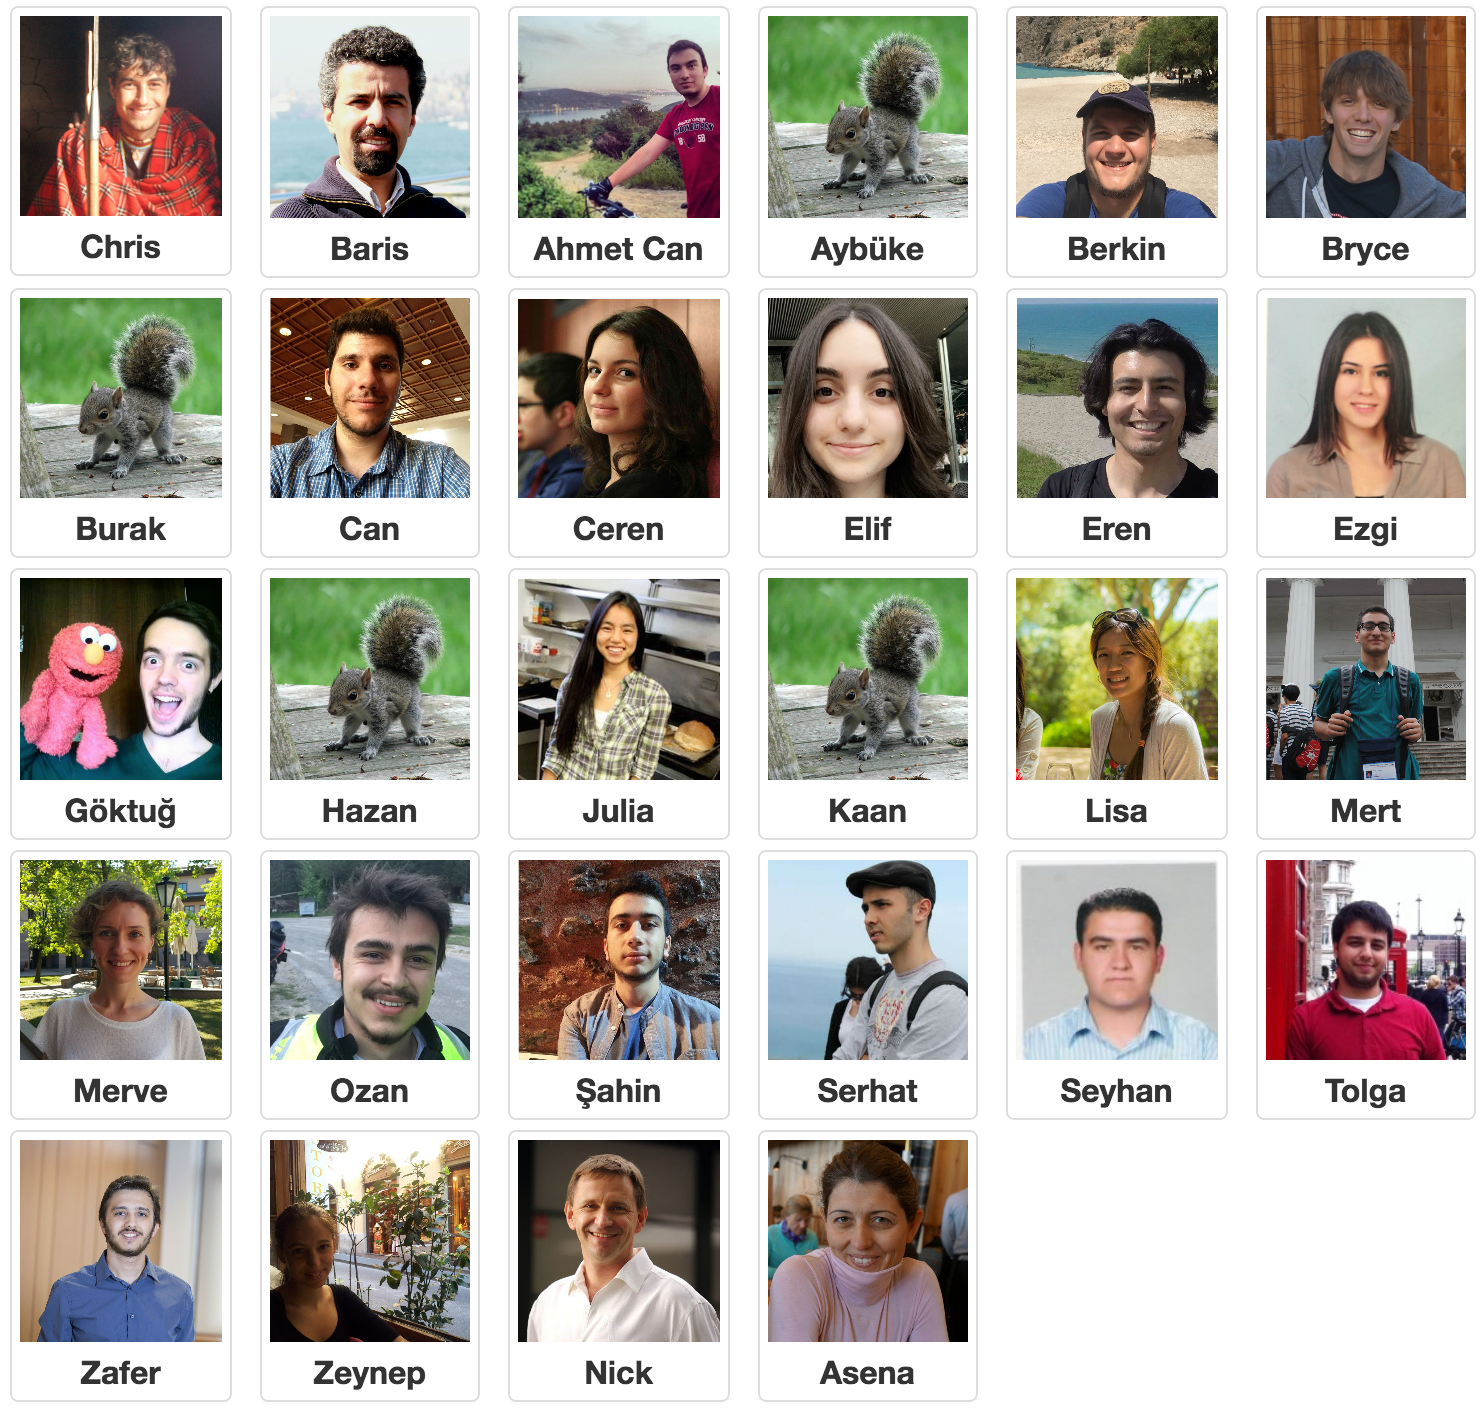 Chris
Baris
Ahmet Can
Aybüke
Berkin
Bryce
Burak
Can
Ceren
Elif
Eren
Ezgi
Göktuğ
Hazan
Julia
Kaan
Lisa
Mert
Merve
Ozan
Şahin
Serhat
Seyhan
Tolga
Zafer
Zeynep
Nick
Asena